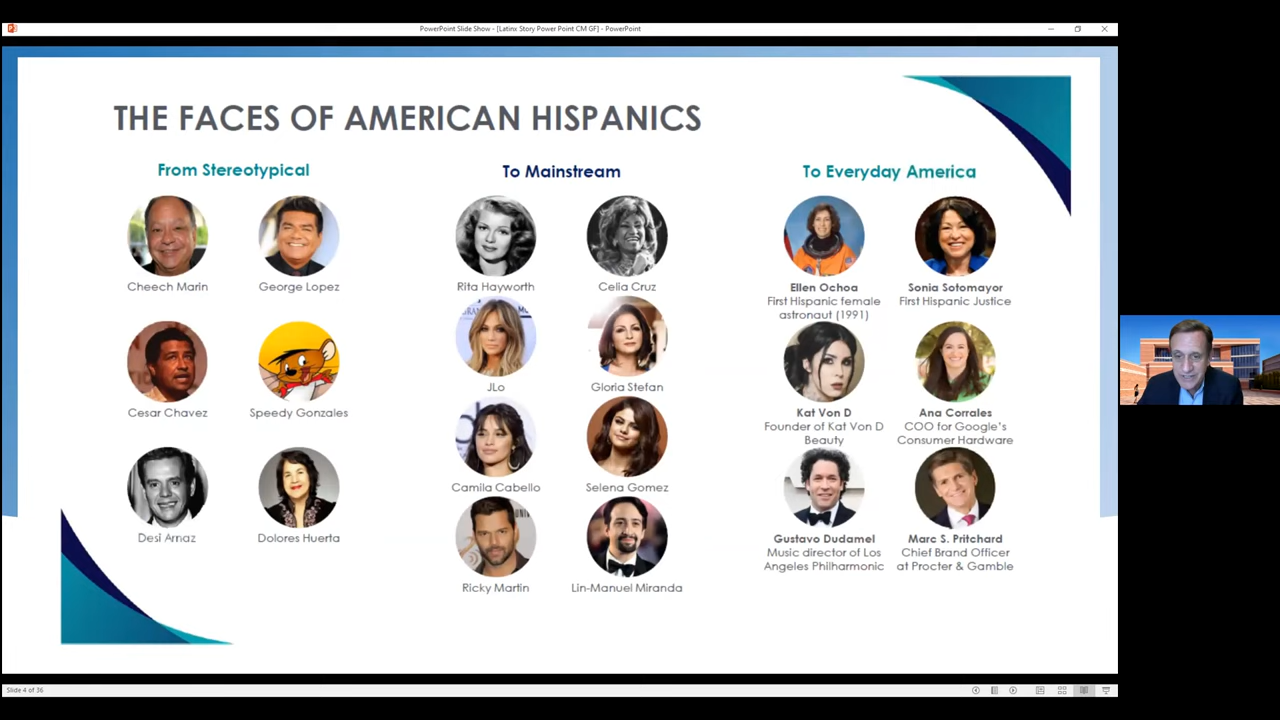 PowerPoint Slide Show - [Latinx Story Power Point CM GF] - PowerPoint
THE FACES OF AMERICAN HISPANICS
From Stereotypical
Cheech Marin
George Lopez
Cesar Chavez
Speedy Gonzales
Desi Arnaz
Dolores Huerta
To Mainstream
Rita Hayworth
Celia Cruz
JLo
Gloria Stefan
Camila Cabello
Selena Gomez
Ricky Martin
Lin-Manuel Miranda
To Everyday America
Ellen Ochoa
First Hispanic female
astronaut (1991)
Sonia Sotomayor
First Hispanic Justice
Kat Von D
Founder of Kat Von D
Beauty
Ana Corrales
COO for Google's
Consumer Hardware
Gustavo Dudamel
Music director of Los
Angeles Philharmonic
Marc S. Pritchard
Chief Brand Officer
at Procter & Gamble
Slide 4 of 36